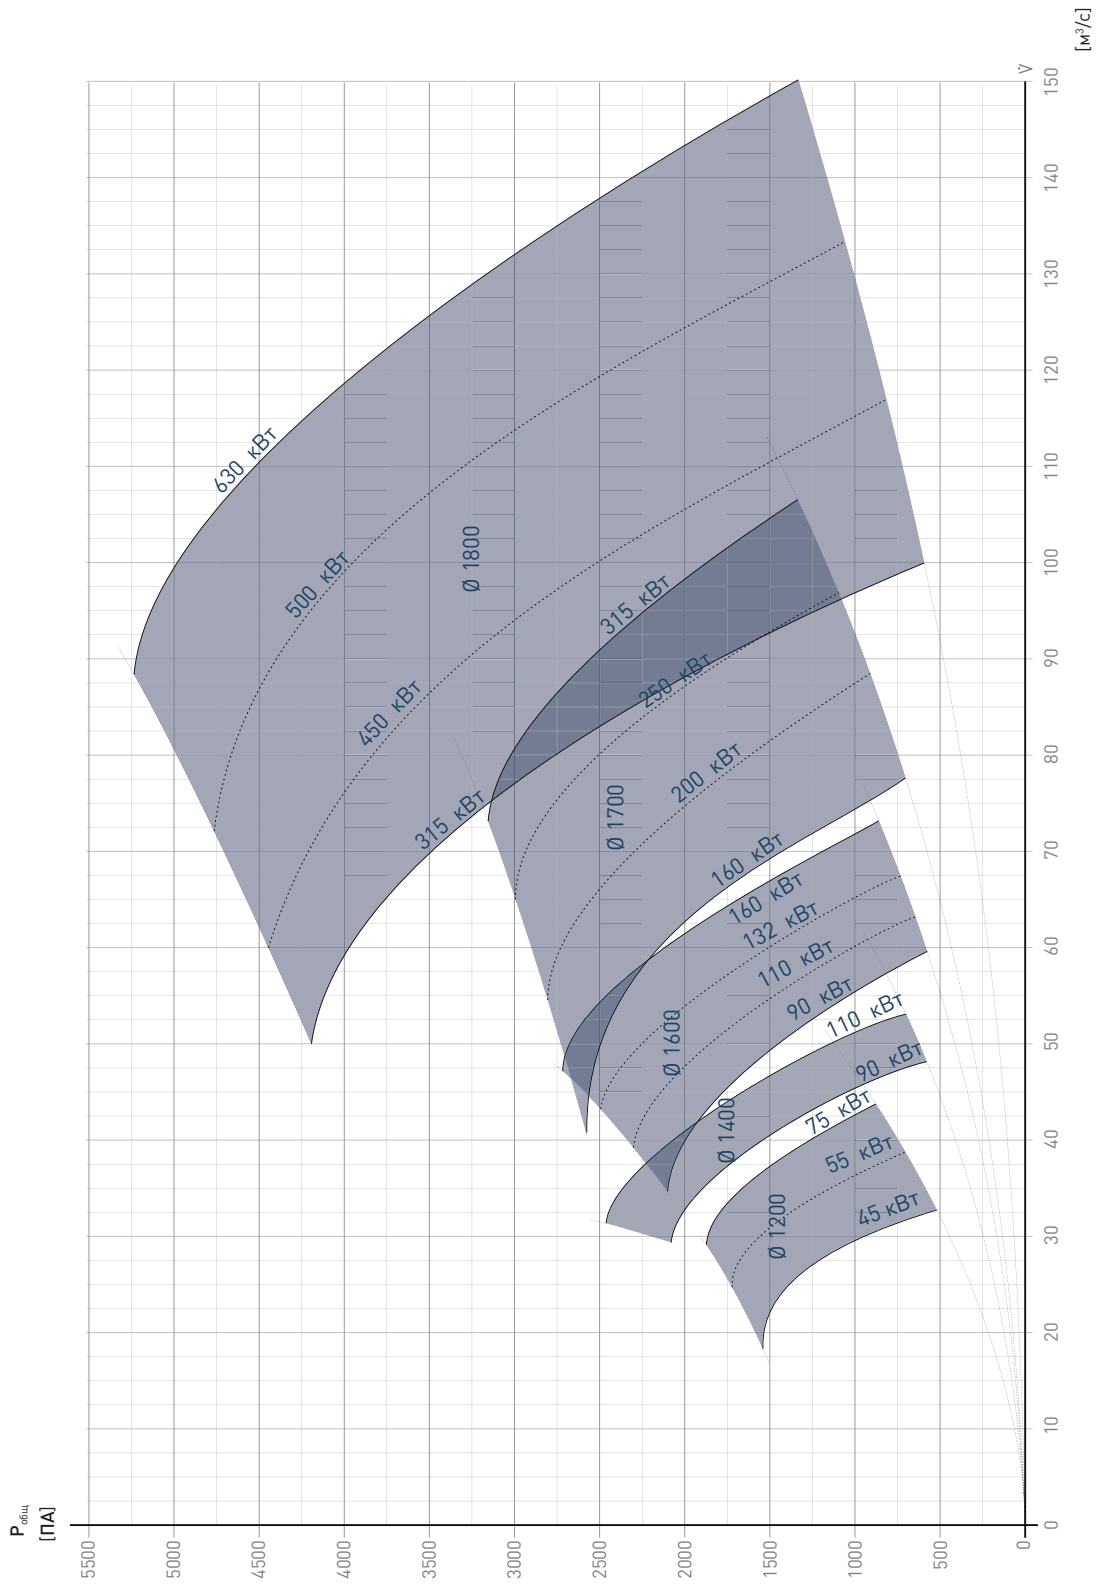 Pобщ
[ПА]
5500
5000
4500
4000
3500
3000
2500
2000
1500
1000
500
0
630 кВт
500 кВт
450 кВт
315 кВт
Ø 1800
315 кВт
250 кВт
200 кВт
160 кВт
Ø 1700
160 кВт
132 кВт
110 кВт
90 кВт
Ø 1600
110 кВт
90 кВт
Ø 1400
75 кВт
55 кВт
45 кВт
Ø 1200
0
10
20
30
40
50
60
70
80
90
100
110
120
130
140
150
V̇
[м³/с]